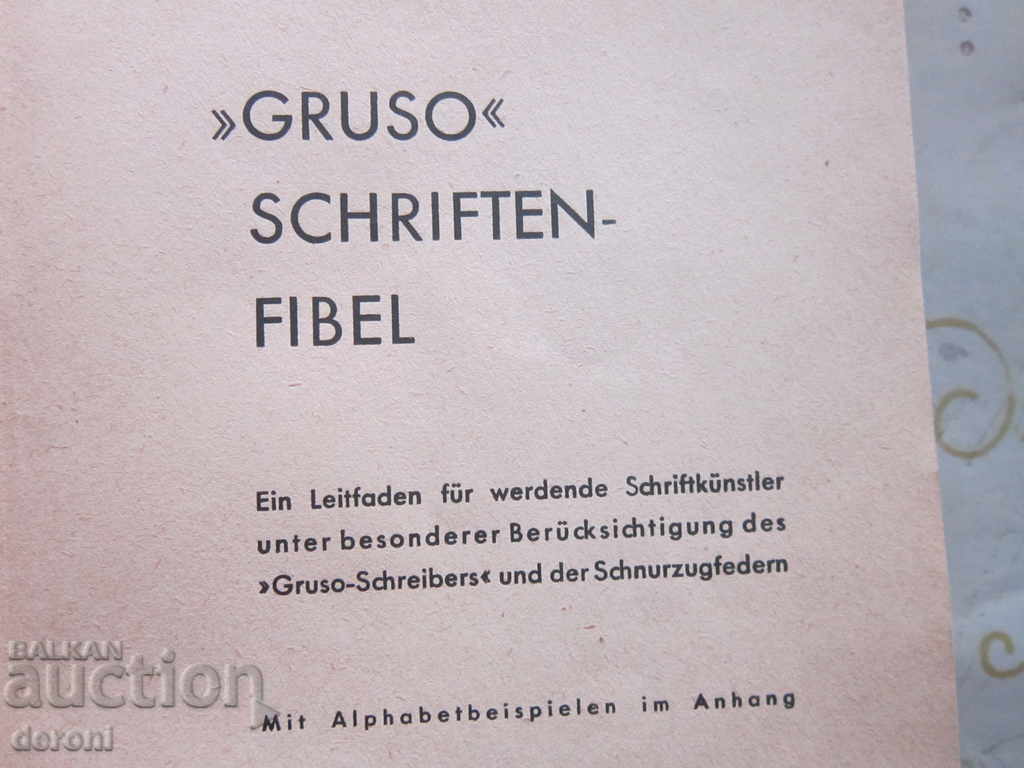 »GRUSO«
SCHRIFTEN-
FIBEL
Ein Leitfaden für werdende Schriftkünstler
unter besonderer Berücksichtigung des
»Gruso-Schreibers« und der Schnurzugfedern
Mit Alphabetbeispielen im Anhang
BALKAN
auction
doroni